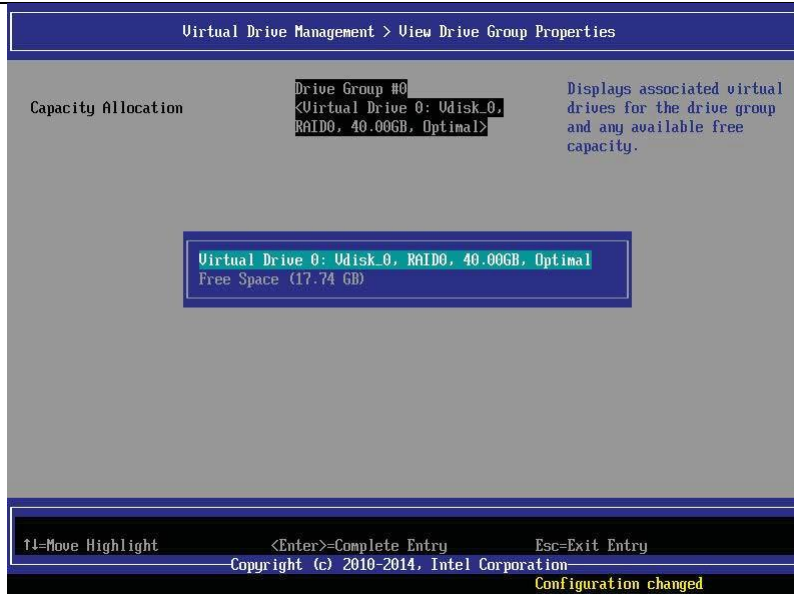 Virtual Drive Management > View Drive Group Properties
Drive Group #0
Capacity Allocation
<Virtual Drive 0: Vdisk_0,
RAID0, 40.00GB, Optimal>
Displays associated virtual
drives for the drive group
and any available free
capacity.
Virtual Drive 0: Vdisk_0, RAID0, 40.00GB, Optimal
Free Space (17.74 GB)
↑↓=Move Highlight
<Enter>=Complete Entry
Esc=Exit Entry
Copyright (c) 2010-2014, Intel Corporation
Configuration changed